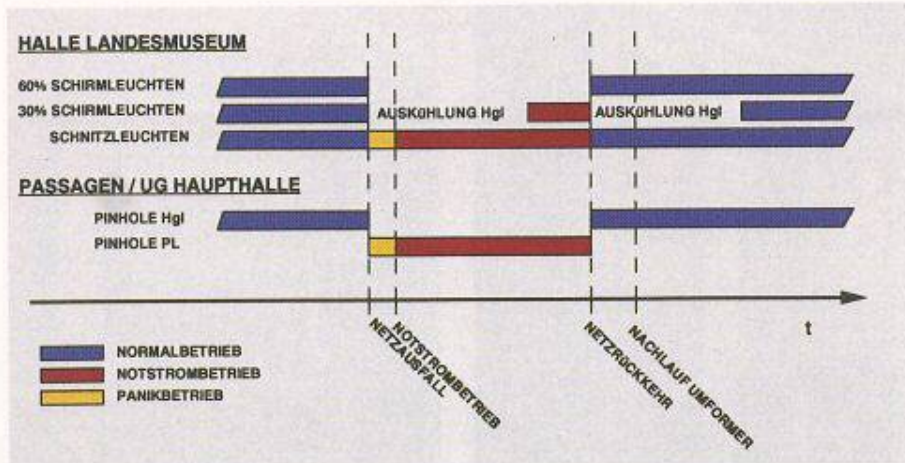 HALLE LANDESMUSEUM
60% SCHIRMLEUCHTEN
30% SCHIRMLEUCHTEN AUSKÜHLUNG Hgl AUSKÜHLUNG Hgl
SCHNITZLEUCHTEN
PASSAGEN / UG HAUPTHALLE
PINHOLE Hgl
PINHOLE PL
t
NETZAUSFALL
NOTSTROMBETRIEB
NETZRÜCKKEHR
NACHLAUF UMFORMER
NORMALBETRIEB
NOTSTROMBETRIEB
PANIKBETRIEB